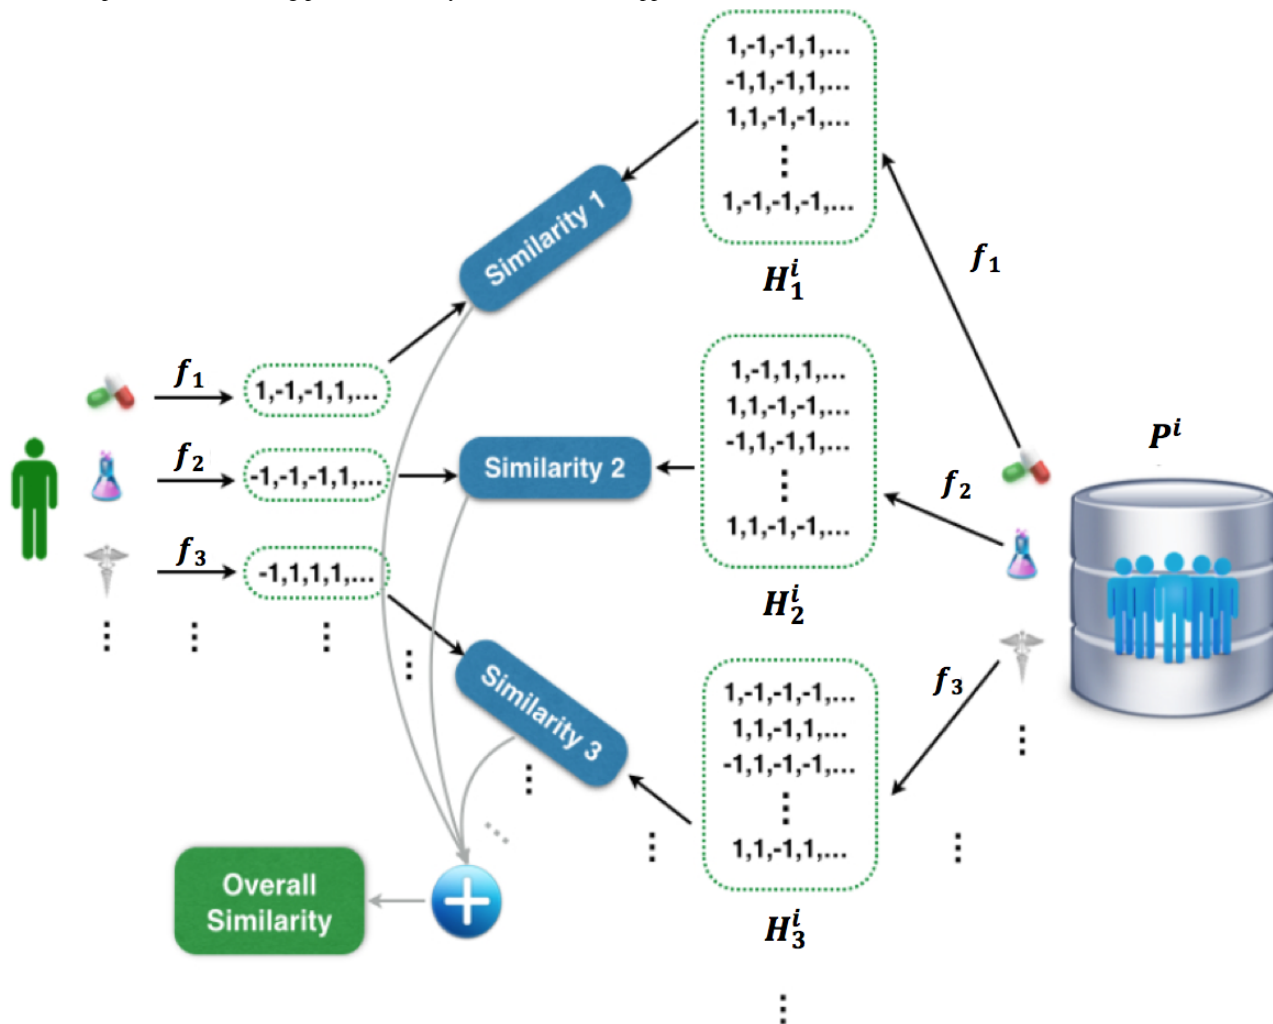 1,-1,-1,1,...
-1,1,-1,1,...
1,1,-1,-1,...
⋮
1,-1,-1,-1,...
H₁ⁱ
f₁
Similarity 1
f₁
1,-1,-1,1,...
f₂
-1,-1,-1,1,...
f₃
-1,1,1,1,...
⋮ ⋮ ⋮ ⋮
Similarity 2
1,-1,1,1,...
1,1,-1,-1,...
-1,1,-1,1,...
⋮
1,1,-1,-1,...
H₂ⁱ
f₂
Pⁱ
Similarity 3
⋮
1,-1,-1,-1,...
1,1,-1,1,...
-1,1,-1,-1,...
⋮
1,1,-1,1,...
H₃ⁱ
⋮
f₃
⋮
⋮
⋮
Overall
Similarity
+